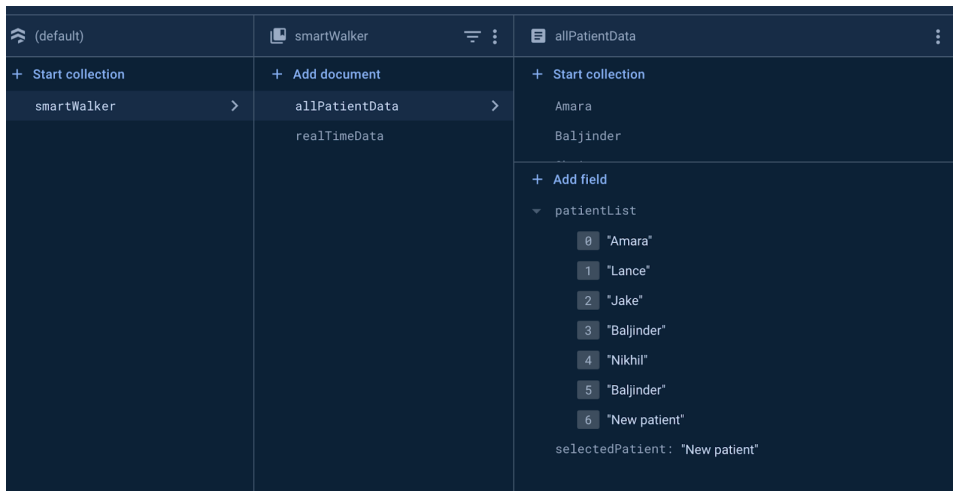 (default)
+ Start collection
smartWalker
smartWalker
+ Add document
allPatientData
realTimeData
allPatientData
+ Start collection
Amara
Baljinder
+ Add field
patientList
0 "Amara"
1 "Lance"
2 "Jake"
3 "Baljinder"
4 "Nikhil"
5 "Baljinder"
6 "New patient"
selectedPatient: "New patient"